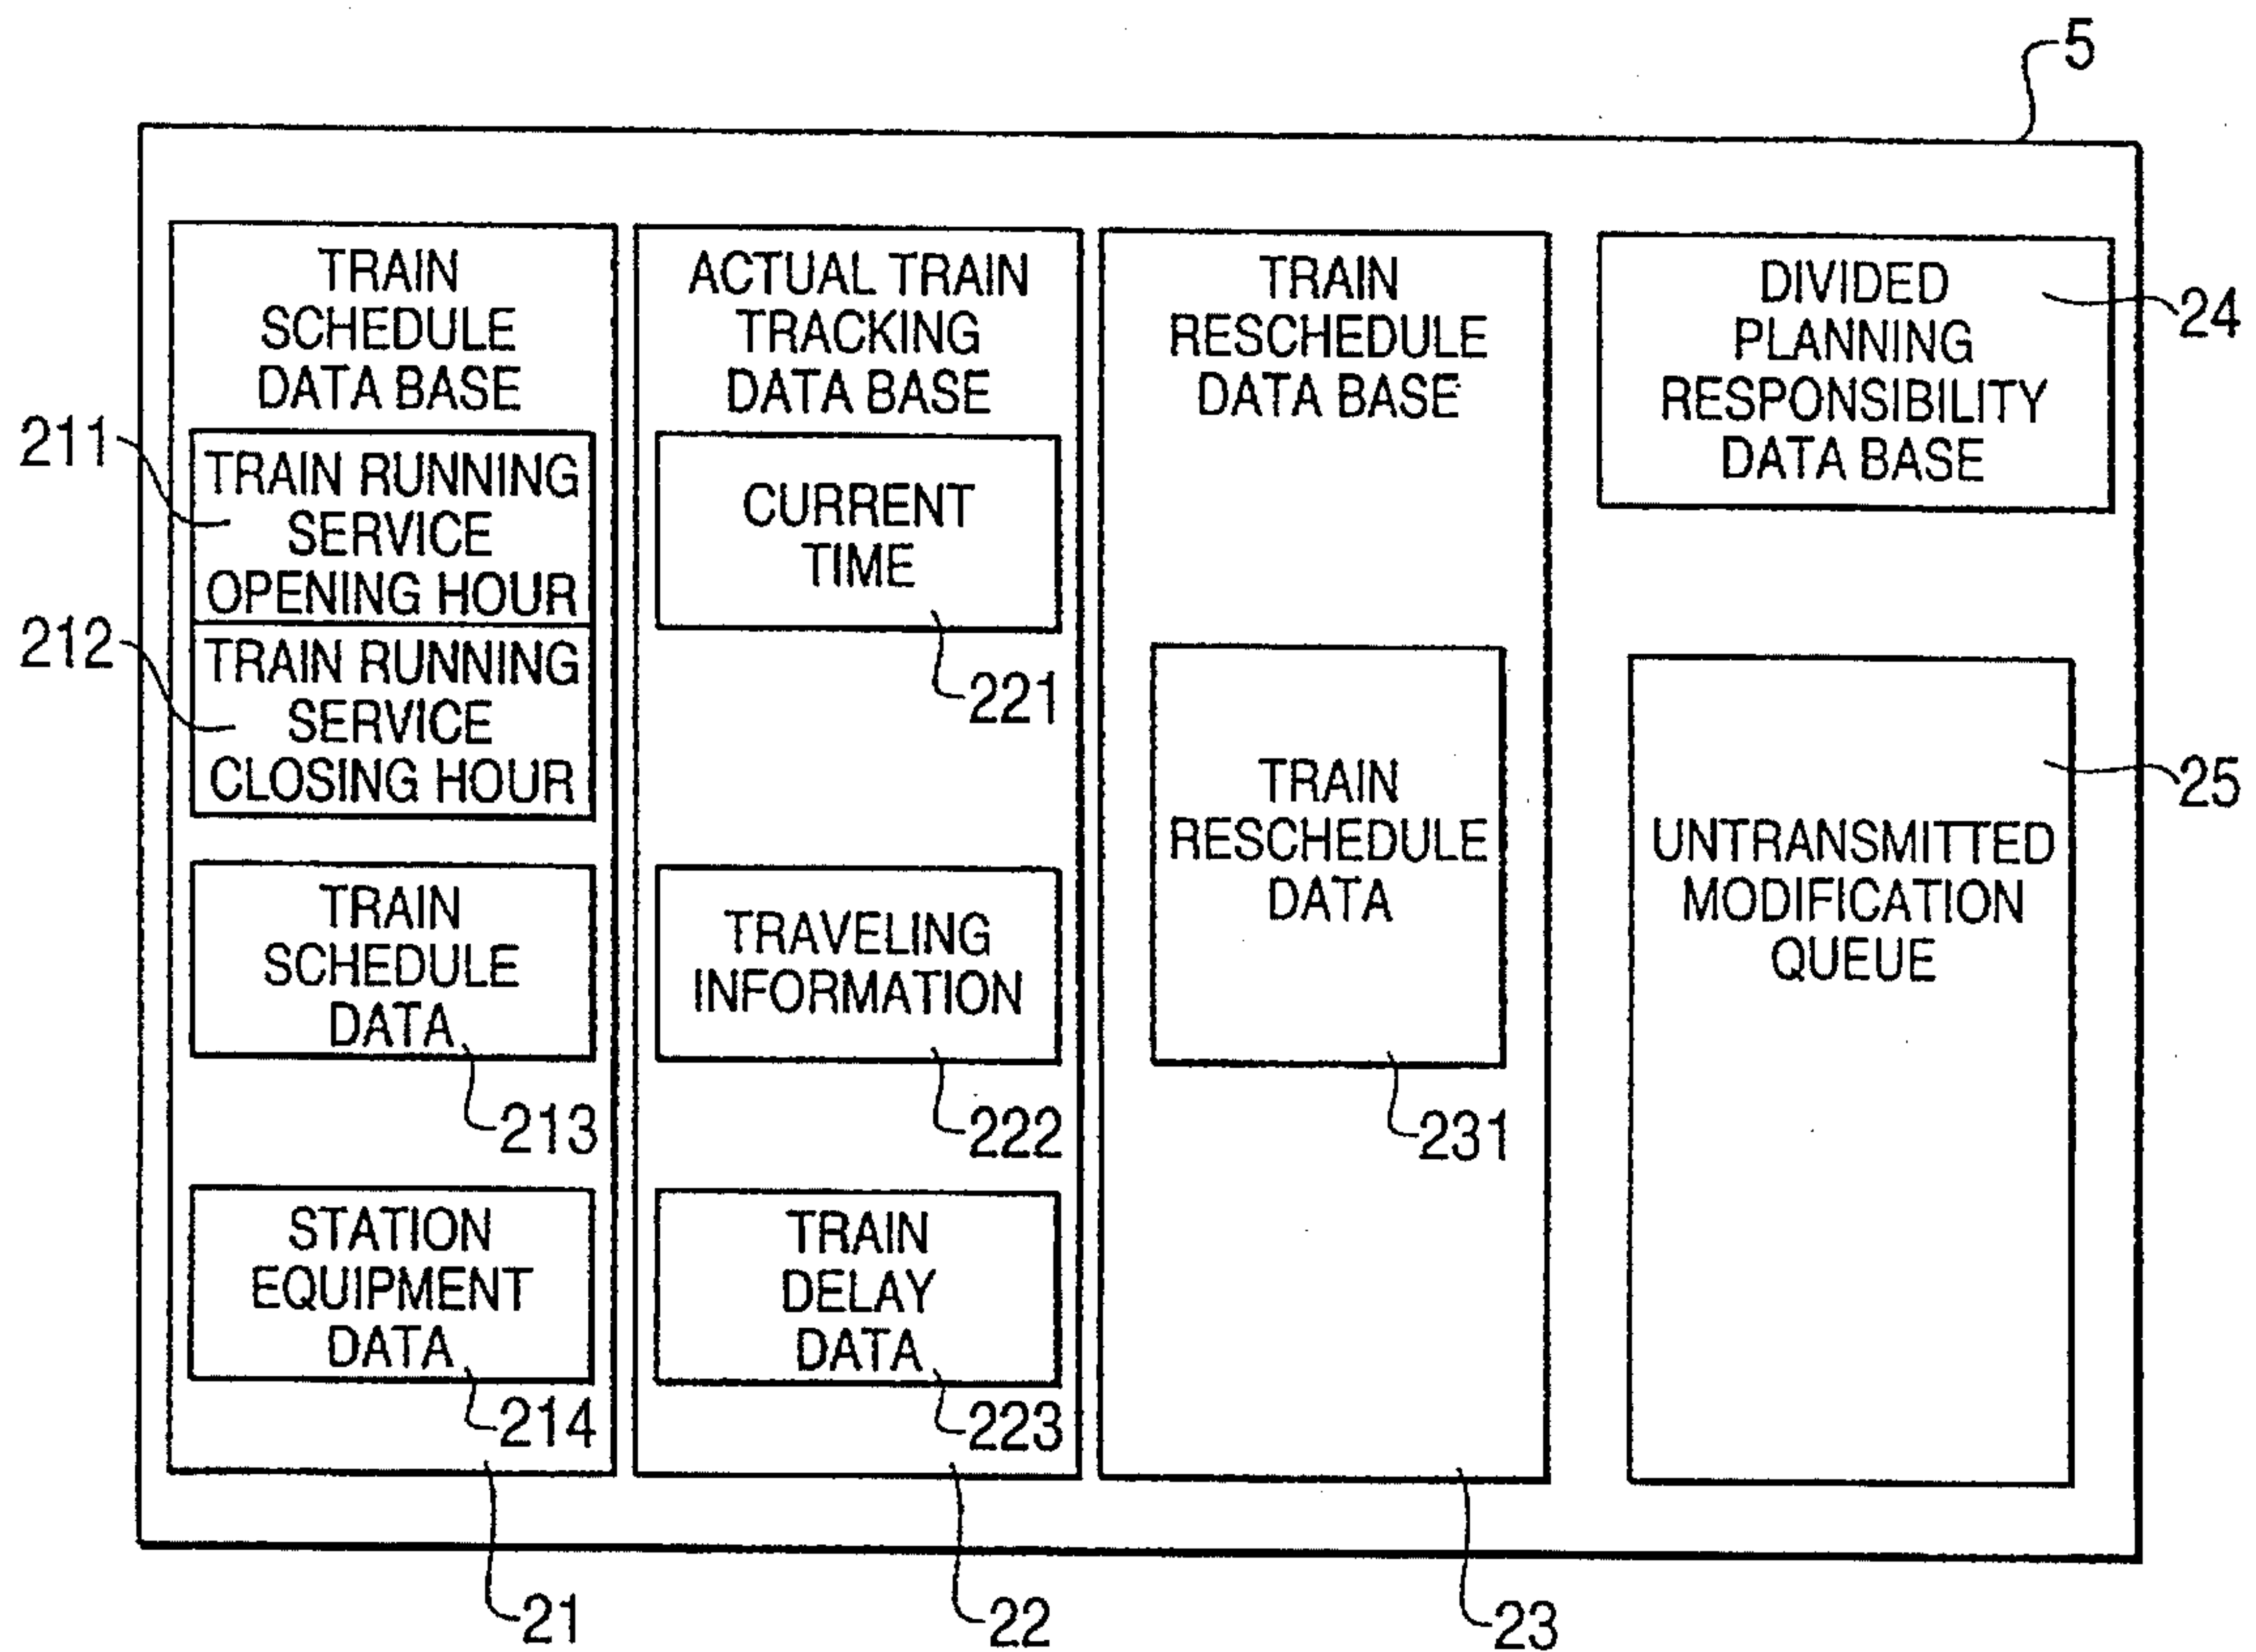 5
TRAIN
SCHEDULE
DATA BASE
211
TRAIN RUNNING
SERVICE
OPENING HOUR
212
TRAIN RUNNING
SERVICE
CLOSING HOUR
TRAIN
SCHEDULE
DATA
213
STATION
EQUIPMENT
DATA
214
21
ACTUAL TRAIN
TRACKING
DATA BASE
CURRENT
TIME
221
TRAVELING
INFORMATION
222
TRAIN
DELAY
DATA
223
22
TRAIN
RESCHEDULE
DATA BASE
TRAIN
RESCHEDULE
DATA
231
23
DIVIDED
PLANNING
RESPONSIBILITY
DATA BASE
24
UNTRANSMITTED
MODIFICATION
QUEUE
25